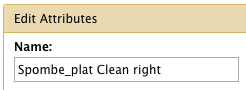 Edit Attributes
Name:
Spombe_plat Clean right